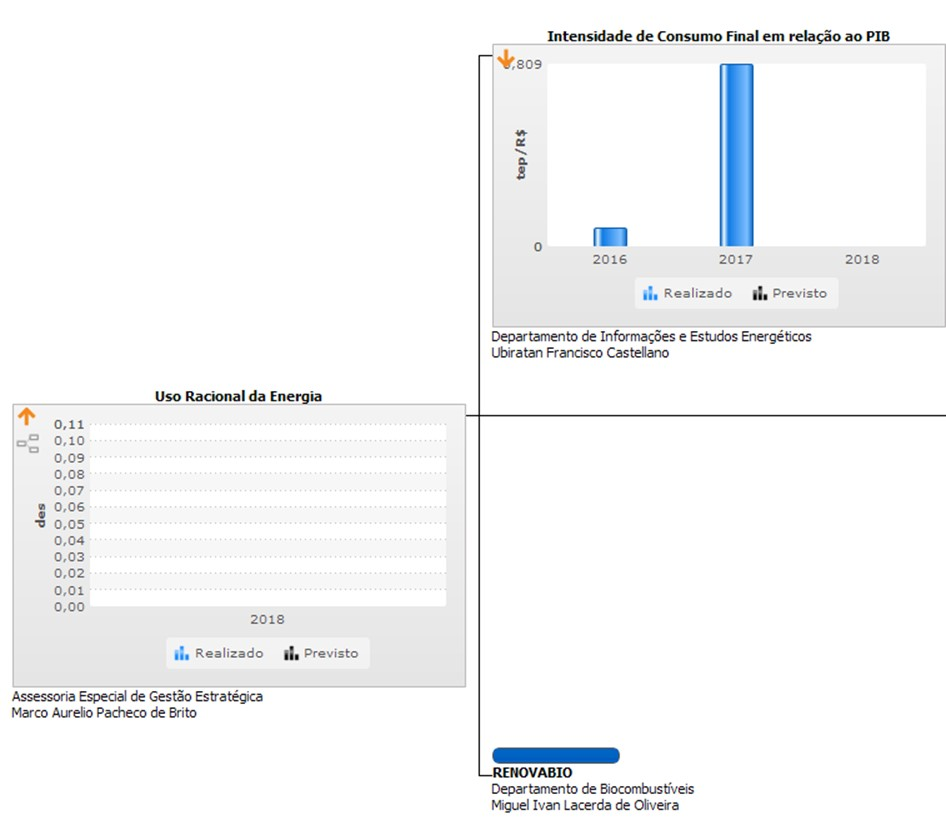 Intensidade de Consumo Final em relação ao PIB
,809
tep/R$
0
2016 2017 2018
Realizado Previsto
Departamento de Informações e Estudos Energéticos
Ubiratan Francisco Castellano
Uso Racional da Energia
0,11
0,10
0,09
0,08
0,07
0,06
0,05
0,04
0,03
0,02
0,01
0,00
des
2018
Realizado Previsto
Assessoria Especial de Gestão Estratégica
Marco Aurelio Pacheco de Brito
RENOVABIO
Departamento de Biocombustíveis
Miguel Ivan Lacerda de Oliveira